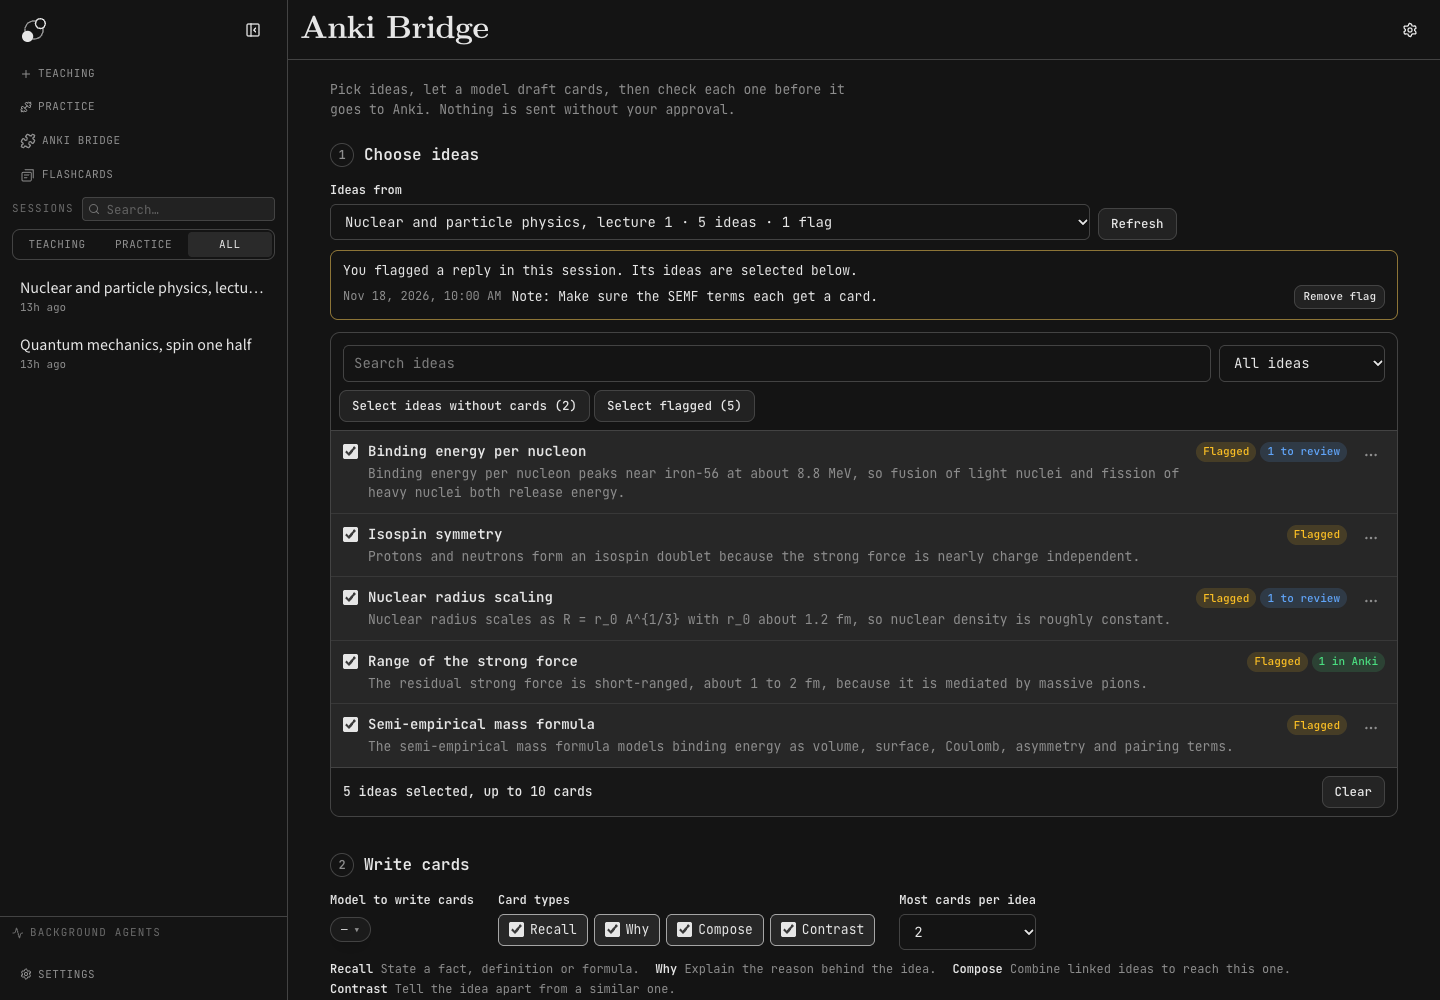 Anki Bridge
TEACHING
PRACTICE
ANKI BRIDGE
FLASHCARDS
SESSIONS
Search…
TEACHING PRACTICE ALL
Nuclear and particle physics, lectu…
13h ago
Quantum mechanics, spin one half
13h ago
BACKGROUND AGENTS
SETTINGS
Pick ideas, let a model draft cards, then check each one before it
goes to Anki. Nothing is sent without your approval.
1 Choose ideas
Ideas from
Nuclear and particle physics, lecture 1 · 5 ideas · 1 flag
Refresh
You flagged a reply in this session. Its ideas are selected below.
Nov 18, 2026, 10:00 AM Note: Make sure the SEMF terms each get a card.
Remove flag
Search ideas
All ideas
Select ideas without cards (2) Select flagged (5)
Binding energy per nucleon Flagged 1 to review …
Binding energy per nucleon peaks near iron-56 at about 8.8 MeV, so fusion of light nuclei and fission of
heavy nuclei both release energy.
Isospin symmetry Flagged …
Protons and neutrons form an isospin doublet because the strong force is nearly charge independent.
Nuclear radius scaling Flagged 1 to review …
Nuclear radius scales as R = r_0 A^{1/3} with r_0 about 1.2 fm, so nuclear density is roughly constant.
Range of the strong force Flagged 1 in Anki
The residual strong force is short-ranged, about 1 to 2 fm, because it is mediated by massive pions.
Semi-empirical mass formula Flagged …
The semi-empirical mass formula models binding energy as volume, surface, Coulomb, asymmetry and pairing terms.
5 ideas selected, up to 10 cards Clear
2 Write cards
Model to write cards Card types Most cards per idea
— Recall Why Compose Contrast 2
Recall State a fact, definition or formula. Why Explain the reason behind the idea. Compose Combine linked ideas to reach this one.
Contrast Tell the idea apart from a similar one.